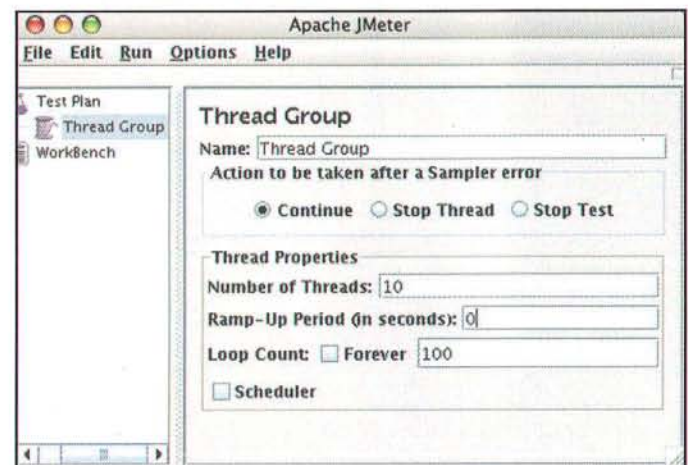 Apache JMeter
File Edit Run Options Help
Test Plan
Thread Group
WorkBench
Thread Group
Name: Thread Group
Action to be taken after a Sampler error
Continue Stop Thread Stop Test
Thread Properties
Number of Threads: 10
Ramp-Up Period (in seconds): 0
Loop Count: Forever 100
Scheduler